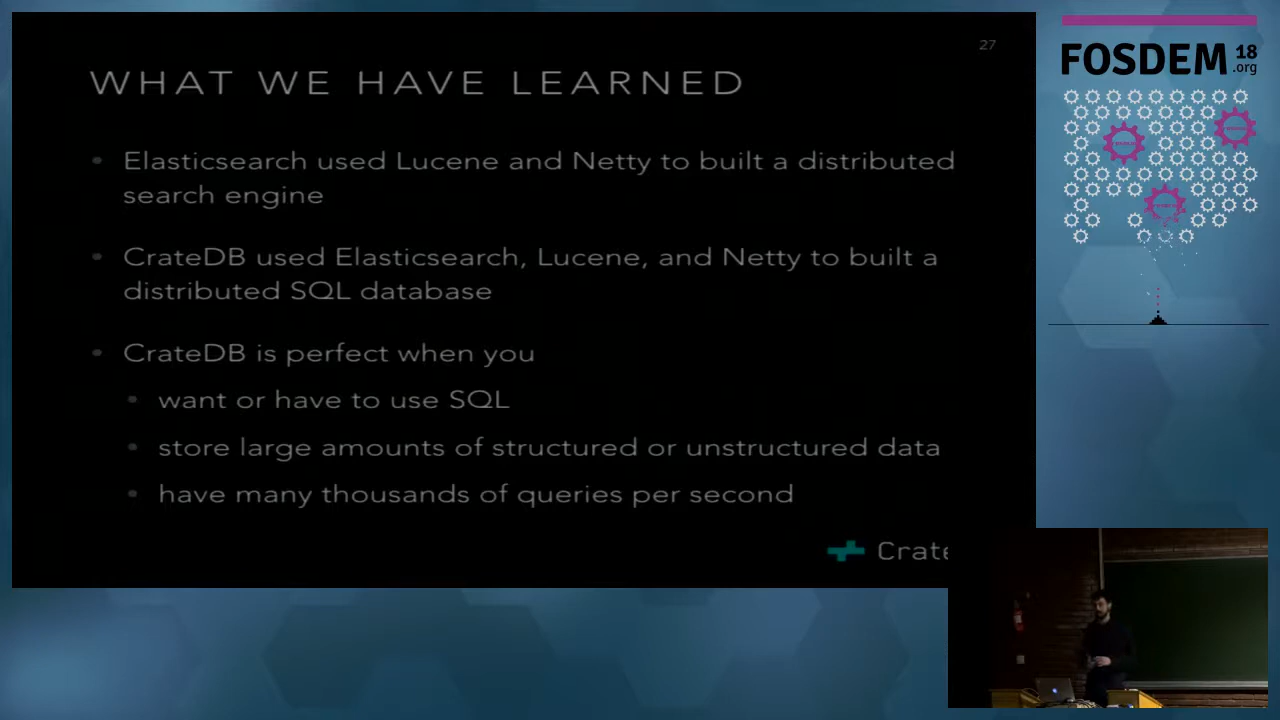 27
WHAT WE HAVE LEARNED
• Elasticsearch used Lucene and Netty to built a distributed
search engine
• CrateDB used Elasticsearch, Lucene, and Netty to built a
distributed SQL database
• CrateDB is perfect when you
• want or have to use SQL
• store large amounts of structured or unstructured data
• have many thousands of queries per second
Crate
FOSDEM 18
.org